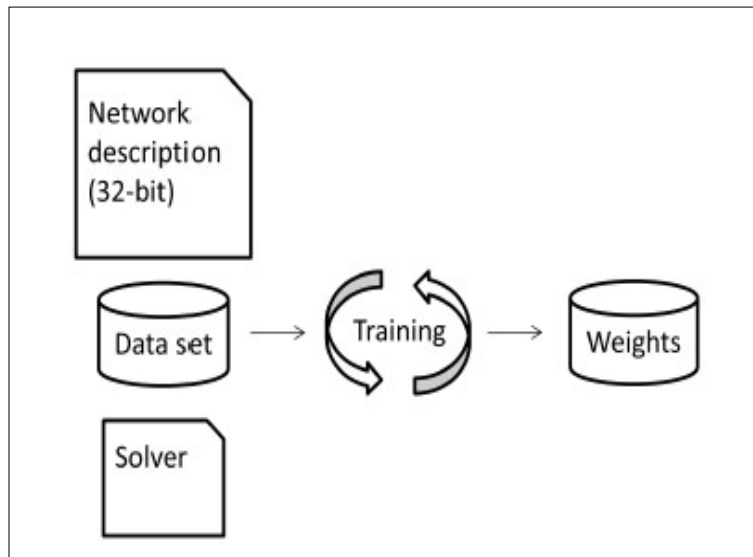 Network
description
(32-bit)
Data set
Training
Weights
Solver